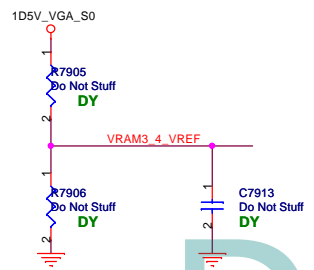 1D5V_VGA_S0
1
R7905
Do Not Stuff
DY
2
VRAM3_4_VREF
1
R7906
Do Not Stuff
DY
2
1
C7913
Do Not Stuff
DY
2